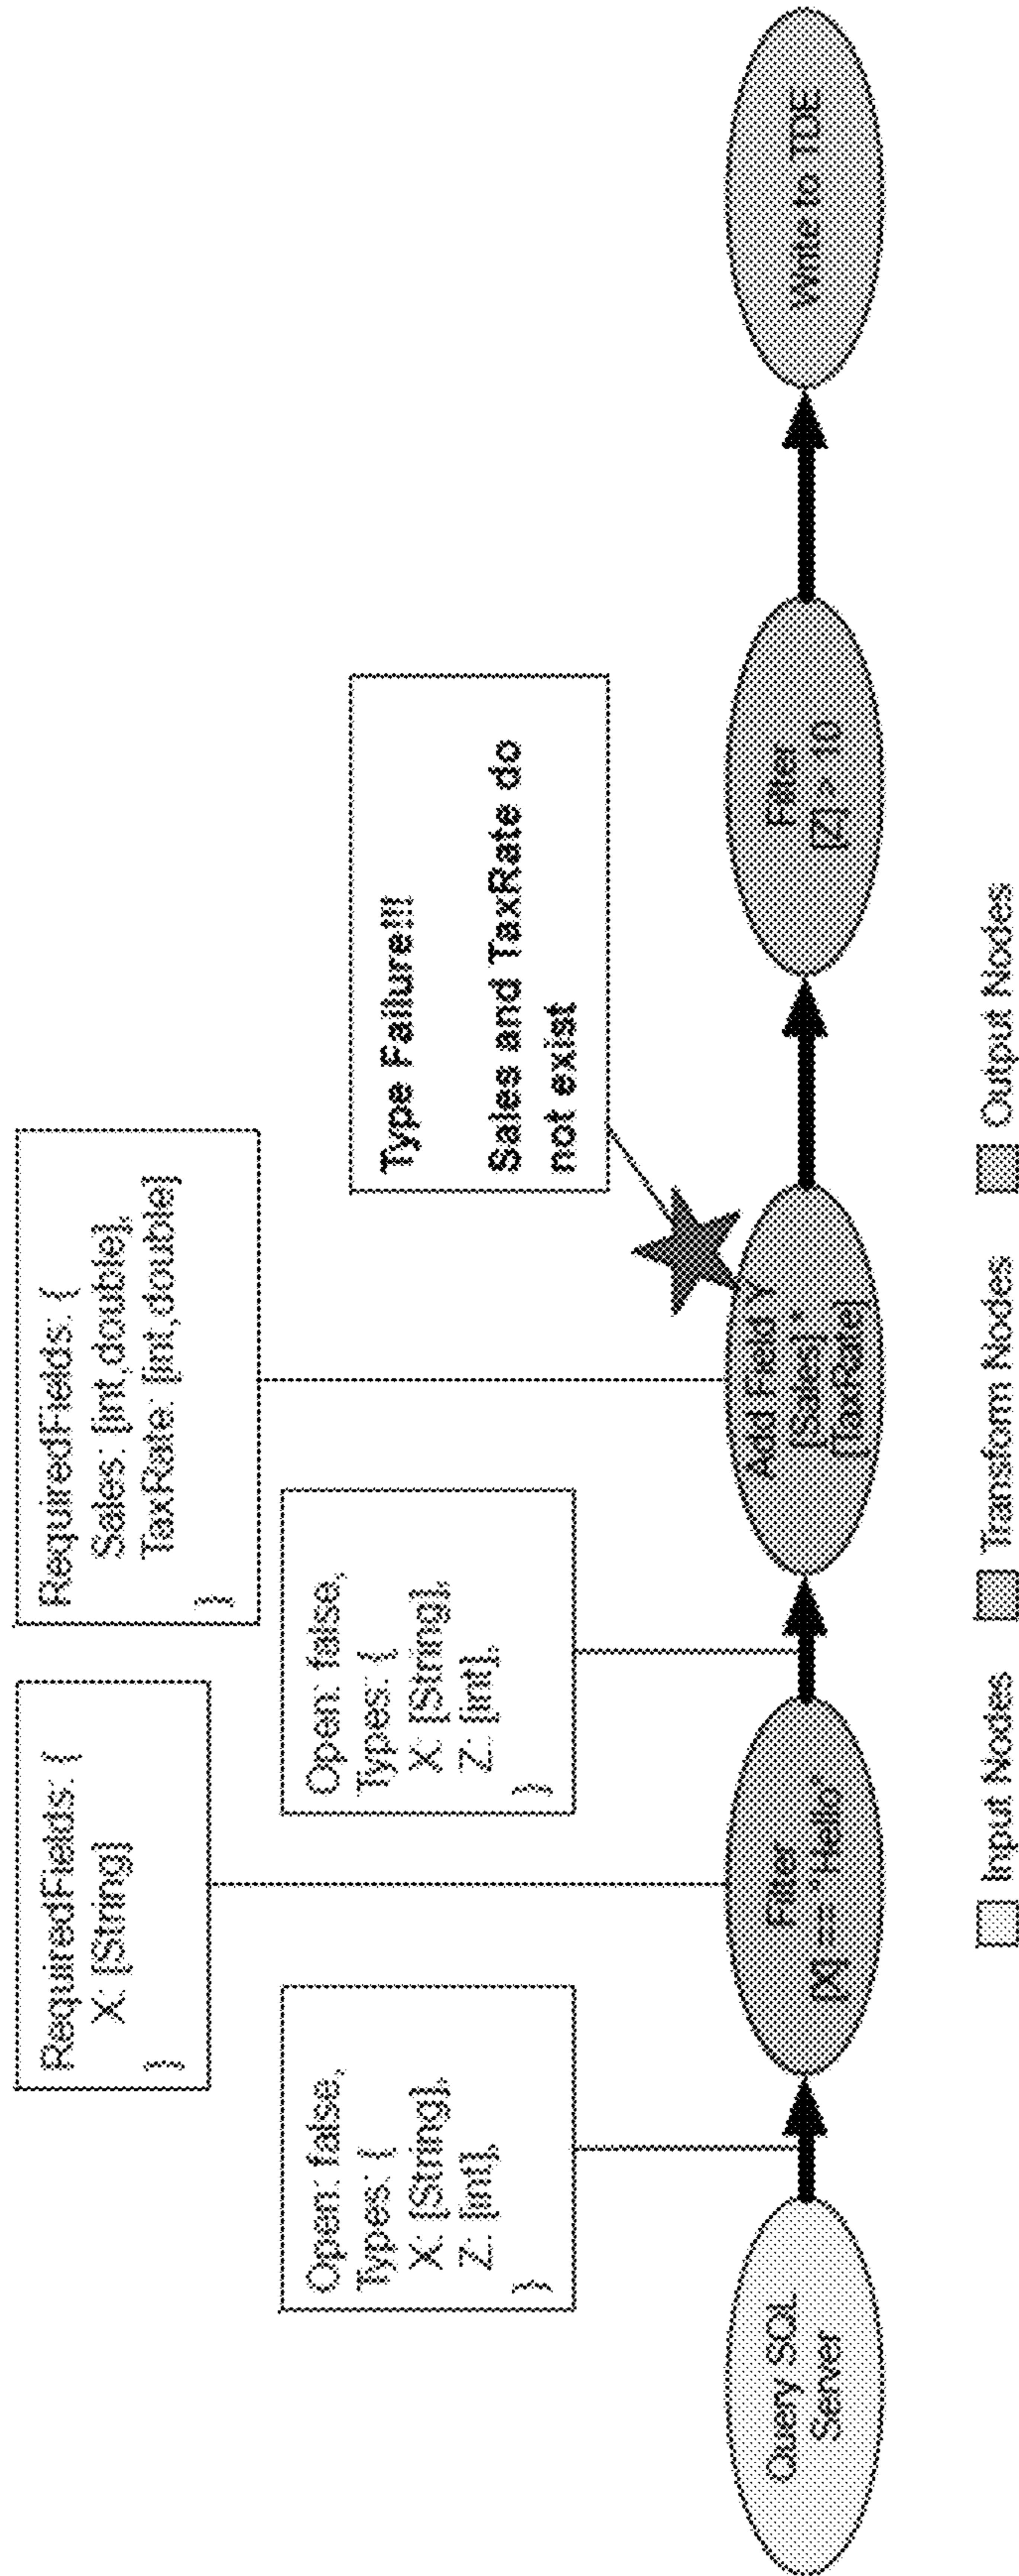 RequiredFields: {
X: [String]
}
RequiredFields: {
Sales: [int,double],
TaxRate: [int,double]
}
Open: false,
Types: {
X: [String],
Z: [int],
}
Open: false,
Types: {
X: [String],
Z: [int],
}
Type Failure!!!
Sales and TaxRate do
not exist
Query SQL
Server
Filter
[X] == "Hello"
Add Field Y
[Sales] *
[TaxRate]
Filter
[Z] > 10
Write to TDE
Input Nodes
Transform Nodes
Output Nodes